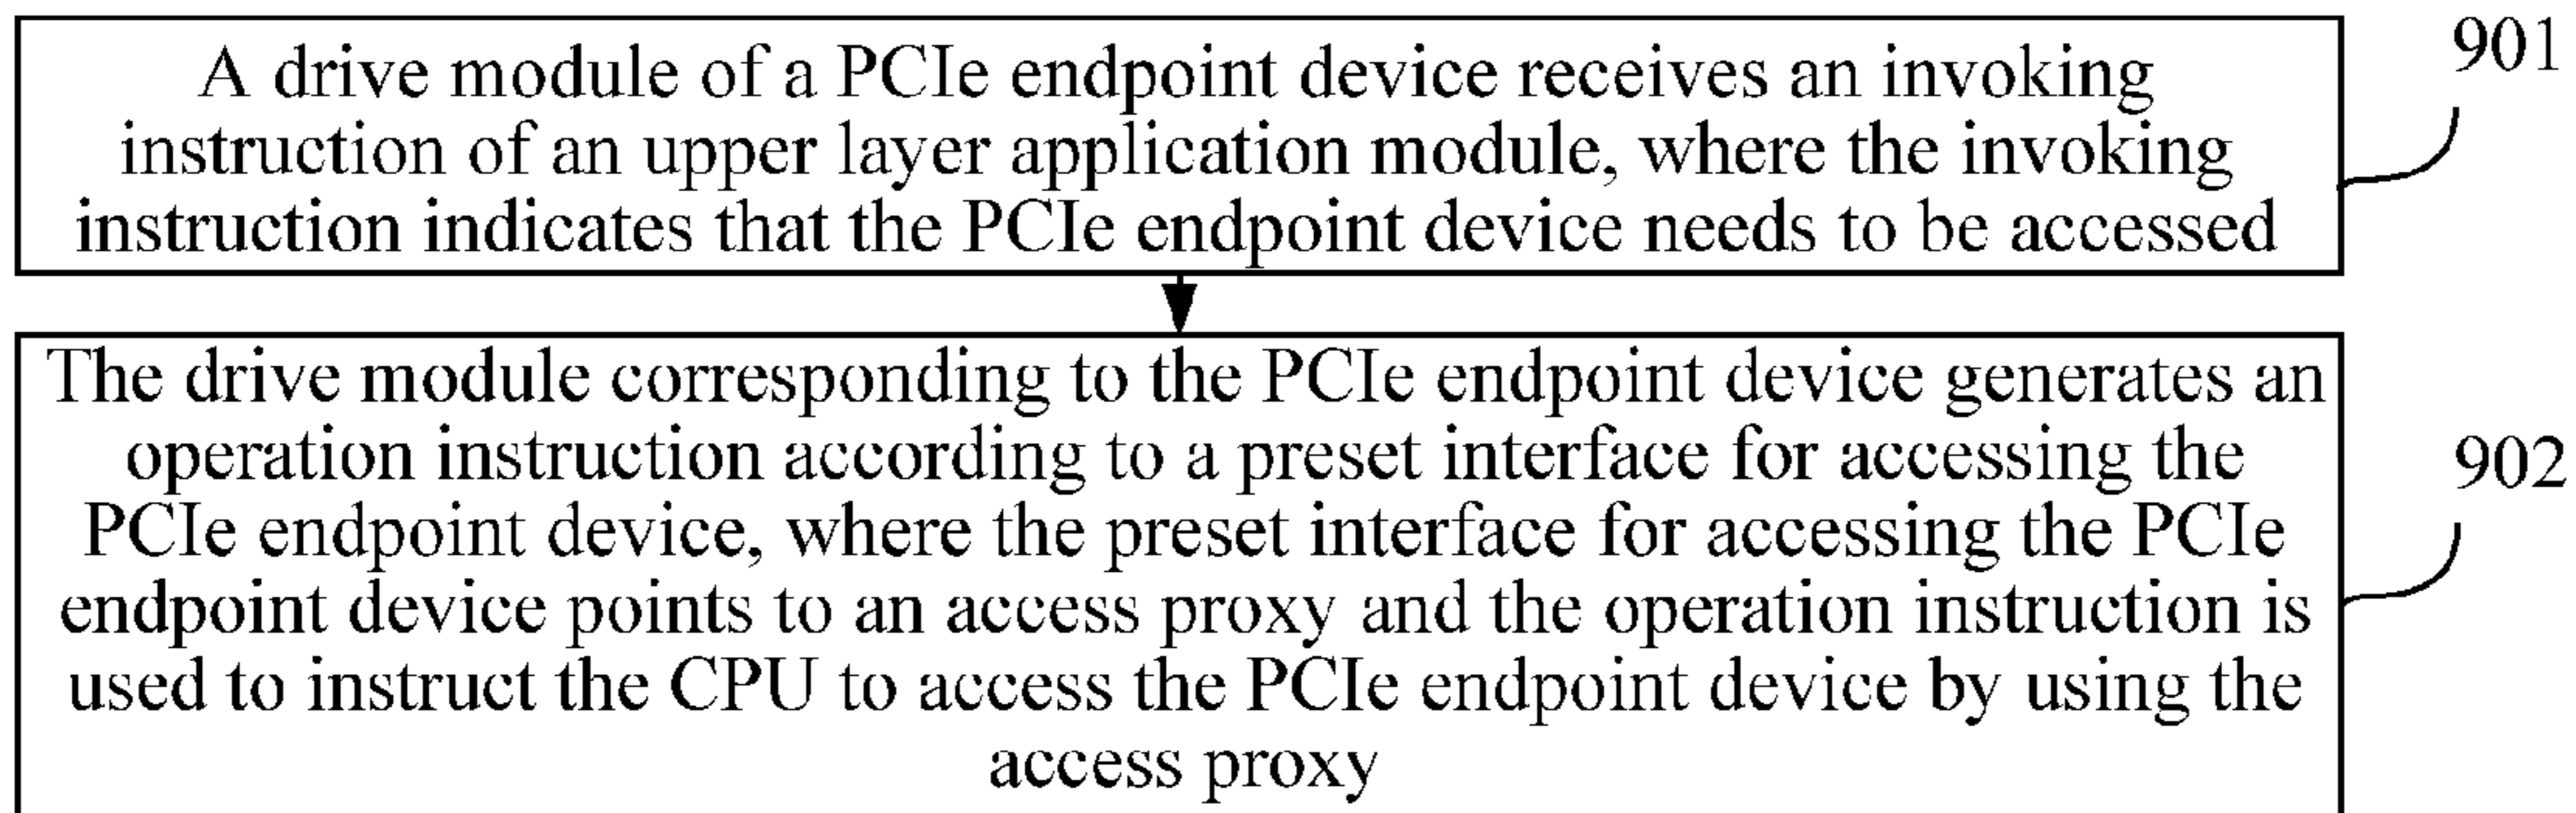 A drive module of a PCIe endpoint device receives an invoking
instruction of an upper layer application module, where the invoking
instruction indicates that the PCIe endpoint device needs to be accessed
901
The drive module corresponding to the PCIe endpoint device generates an
operation instruction according to a preset interface for accessing the
PCIe endpoint device, where the preset interface for accessing the PCIe
endpoint device points to an access proxy and the operation instruction is
used to instruct the CPU to access the PCIe endpoint device by using the
access proxy
902